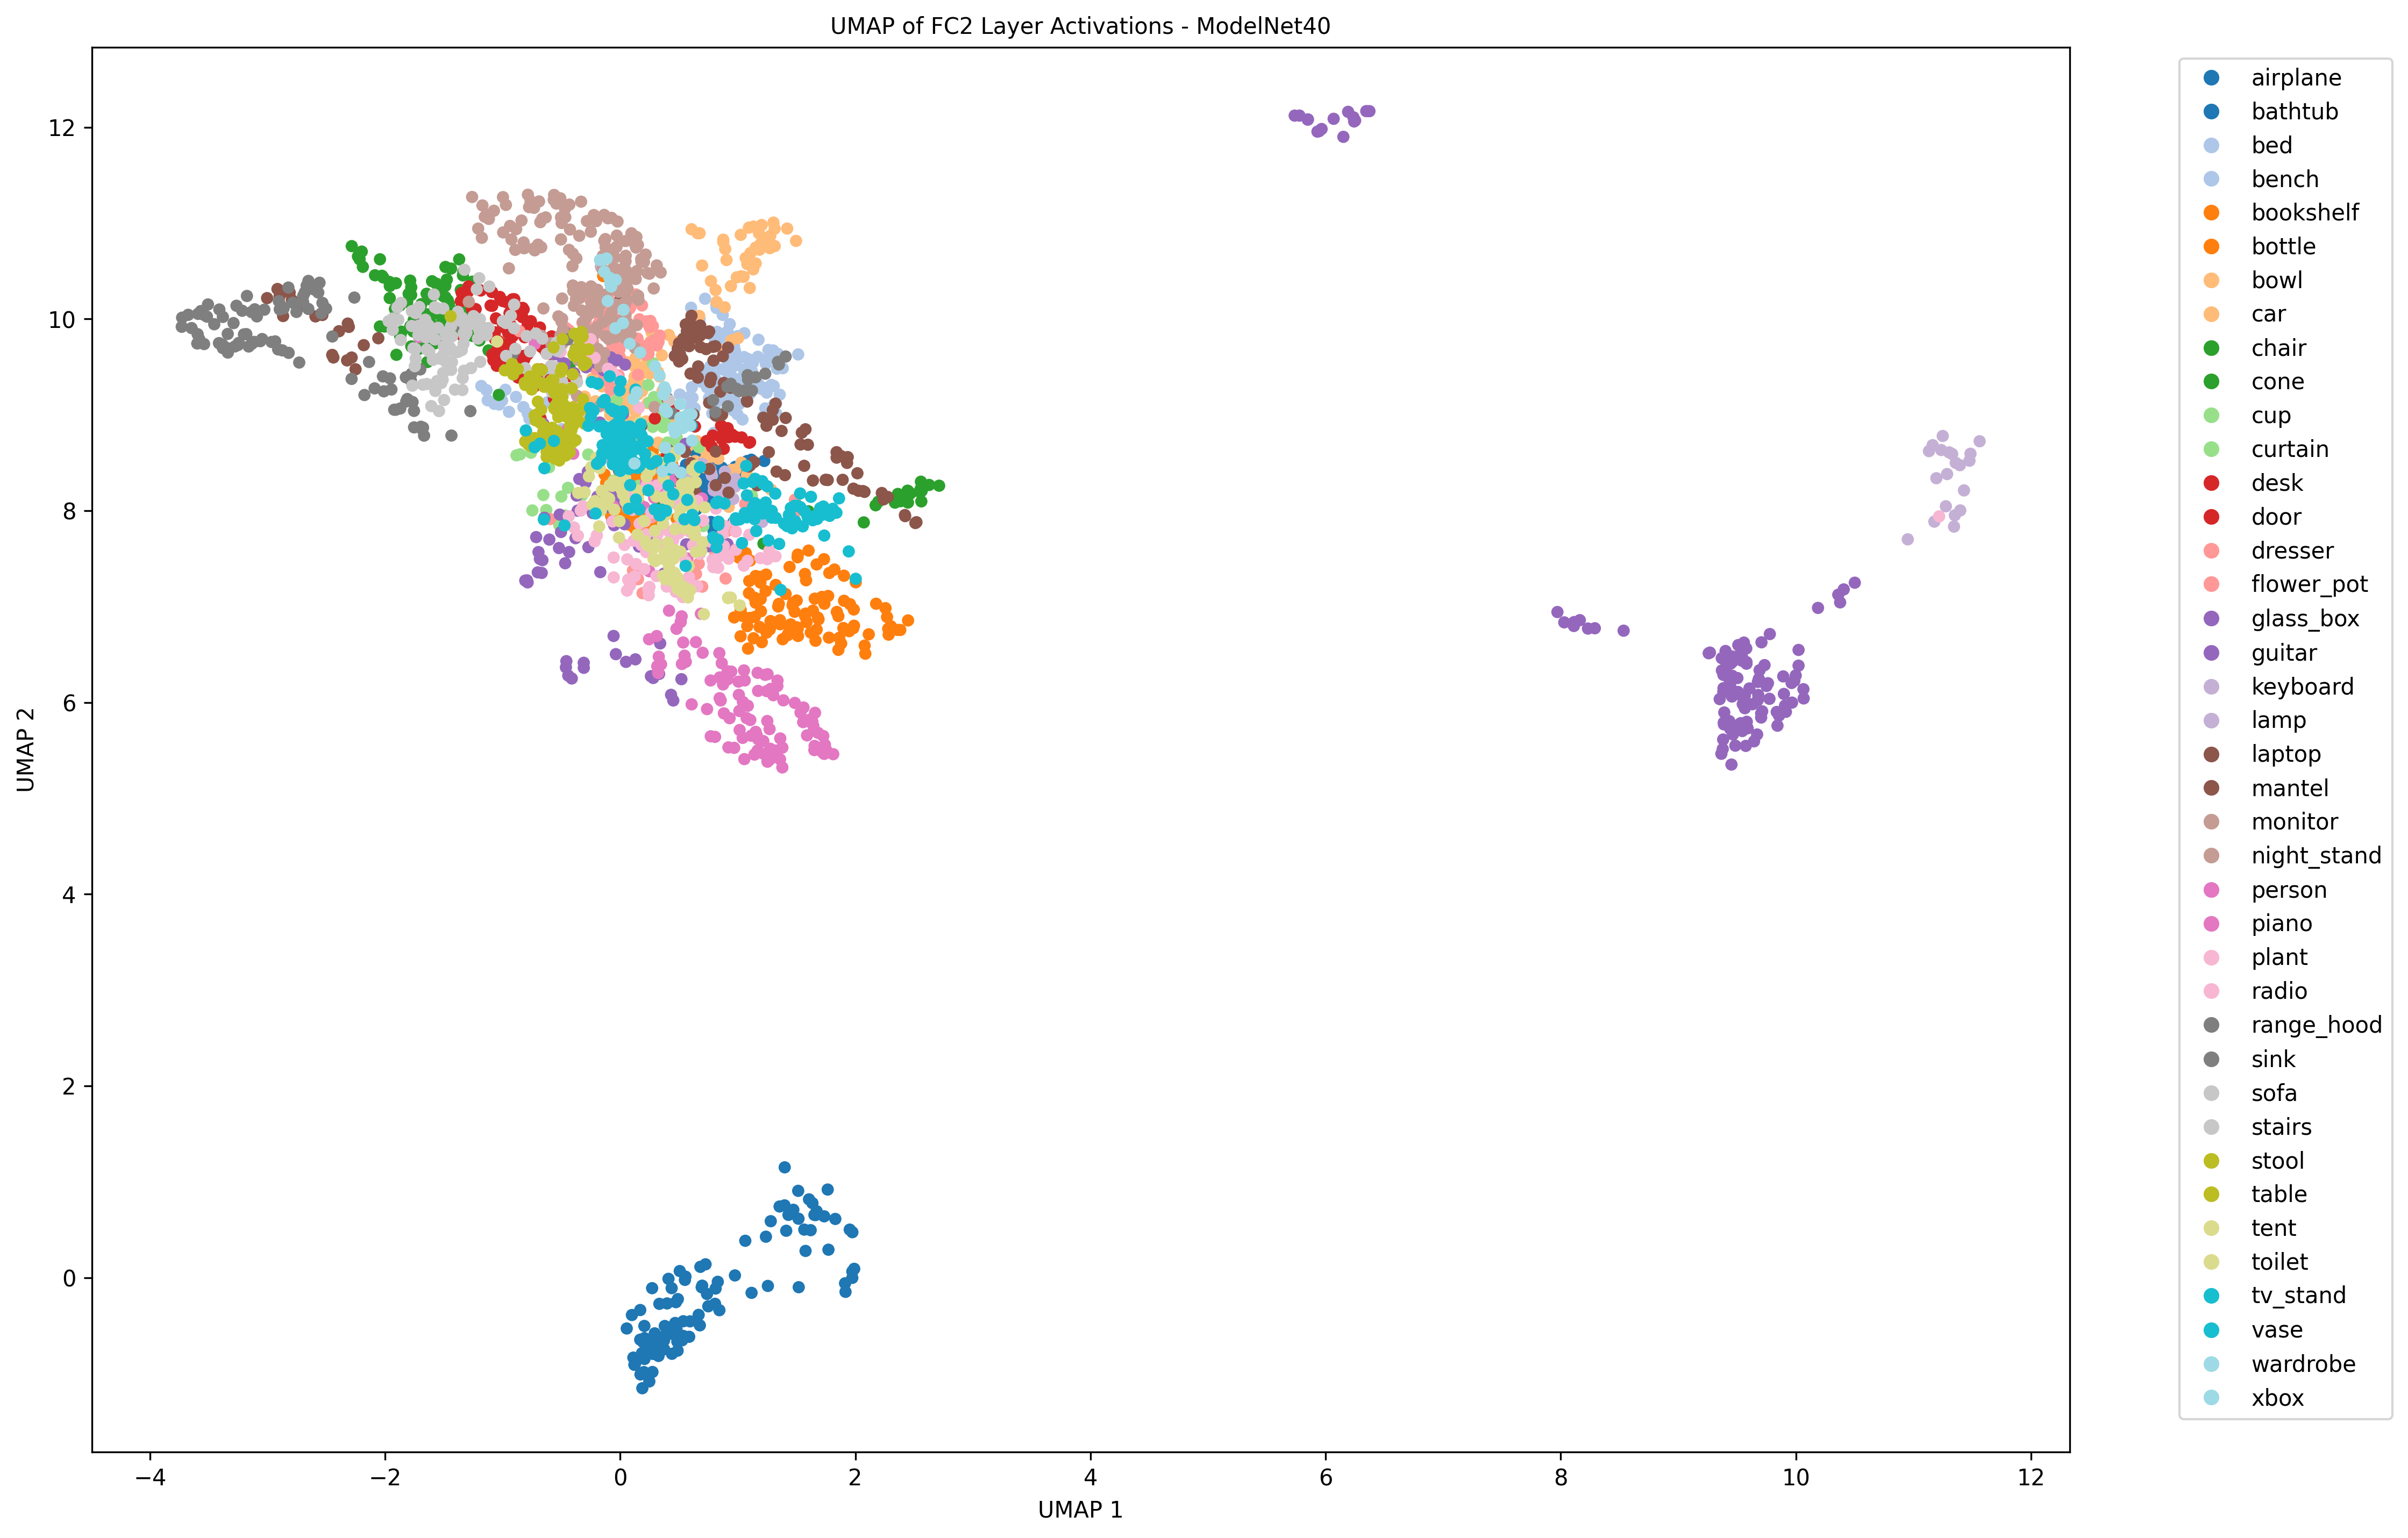 UMAP of FC2 Layer Activations - ModelNet40
12
10
8
6
4
2
0
UMAP 2
−4
−2
0
2
4
6
8
10
12
UMAP 1
airplane
bathtub
bed
bench
bookshelf
bottle
bowl
car
chair
cone
cup
curtain
desk
door
dresser
flower_pot
glass_box
guitar
keyboard
lamp
laptop
mantel
monitor
night_stand
person
piano
plant
radio
range_hood
sink
sofa
stairs
stool
table
tent
toilet
tv_stand
vase
wardrobe
xbox